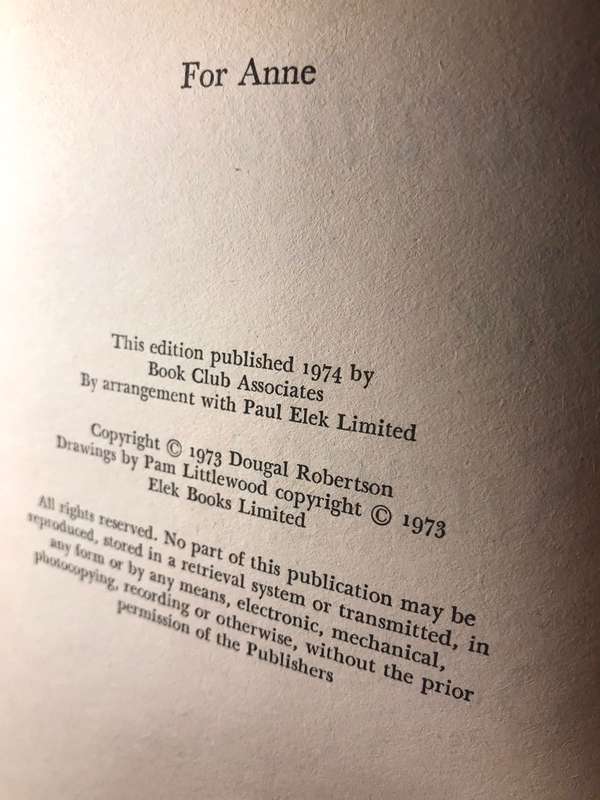 For Anne
This edition published 1974 by
Book Club Associates
By arrangement with Paul Elek Limited
Copyright © 1973 Dougal Robertson
Drawings by Pam Littlewood copyright © 1973
Elek Books Limited
All rights reserved. No part of this publication may be
reproduced, stored in a retrieval system or transmitted, in
any form or by any means, electronic, mechanical,
photocopying, recording or otherwise, without the prior
permission of the Publishers